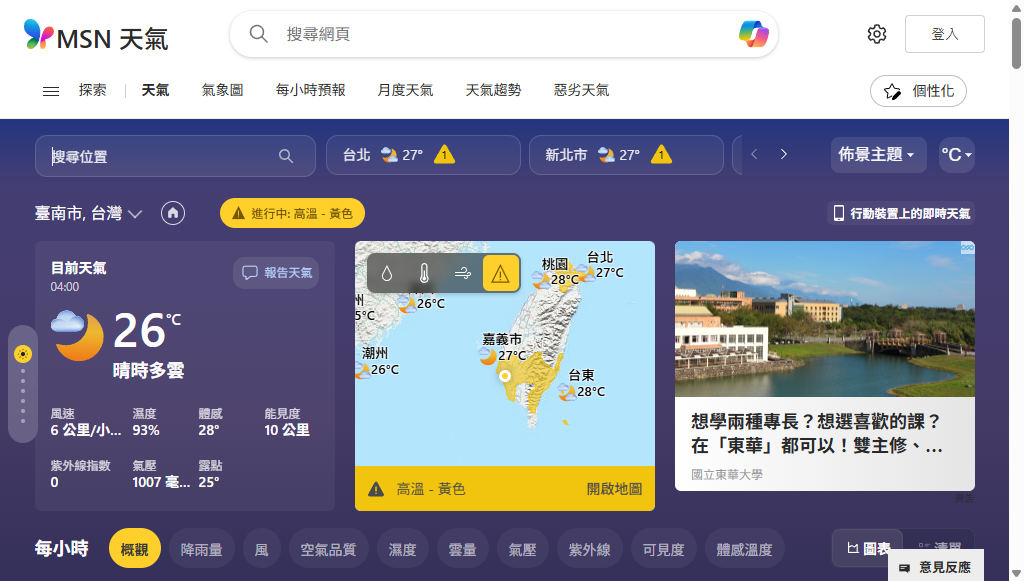 MSN 天氣
搜尋網頁
登入
探索
天氣
氣象圖
每小時預報
月度天氣
天氣趨勢
惡劣天氣
個性化
搜尋位置
台北 27° 1
新北市 27° 1
佈景主題
°C
臺南市, 台灣
進行中: 高溫 - 黃色
行動裝置上的即時天氣
目前天氣
04:00
報告天氣
26°C
晴時多雲
風速
6 公里/小...
濕度
93%
體感
28°
能見度
10 公里
紫外線指數
0
氣壓
1007 毫...
露點
25°
桃園
28°C
台北
27°C
州
5°C
26°C
嘉義市
27°C
潮州
26°C
台東
28°C
高溫 - 黃色
開啟地圖
想學兩種專長？想選喜歡的課？
在「東華」都可以！雙主修、...
國立東華大學
廣告
每小時
概觀
降雨量
風
空氣品質
濕度
雲量
氣壓
紫外線
可見度
體感溫度
圖表
清單
意見反應